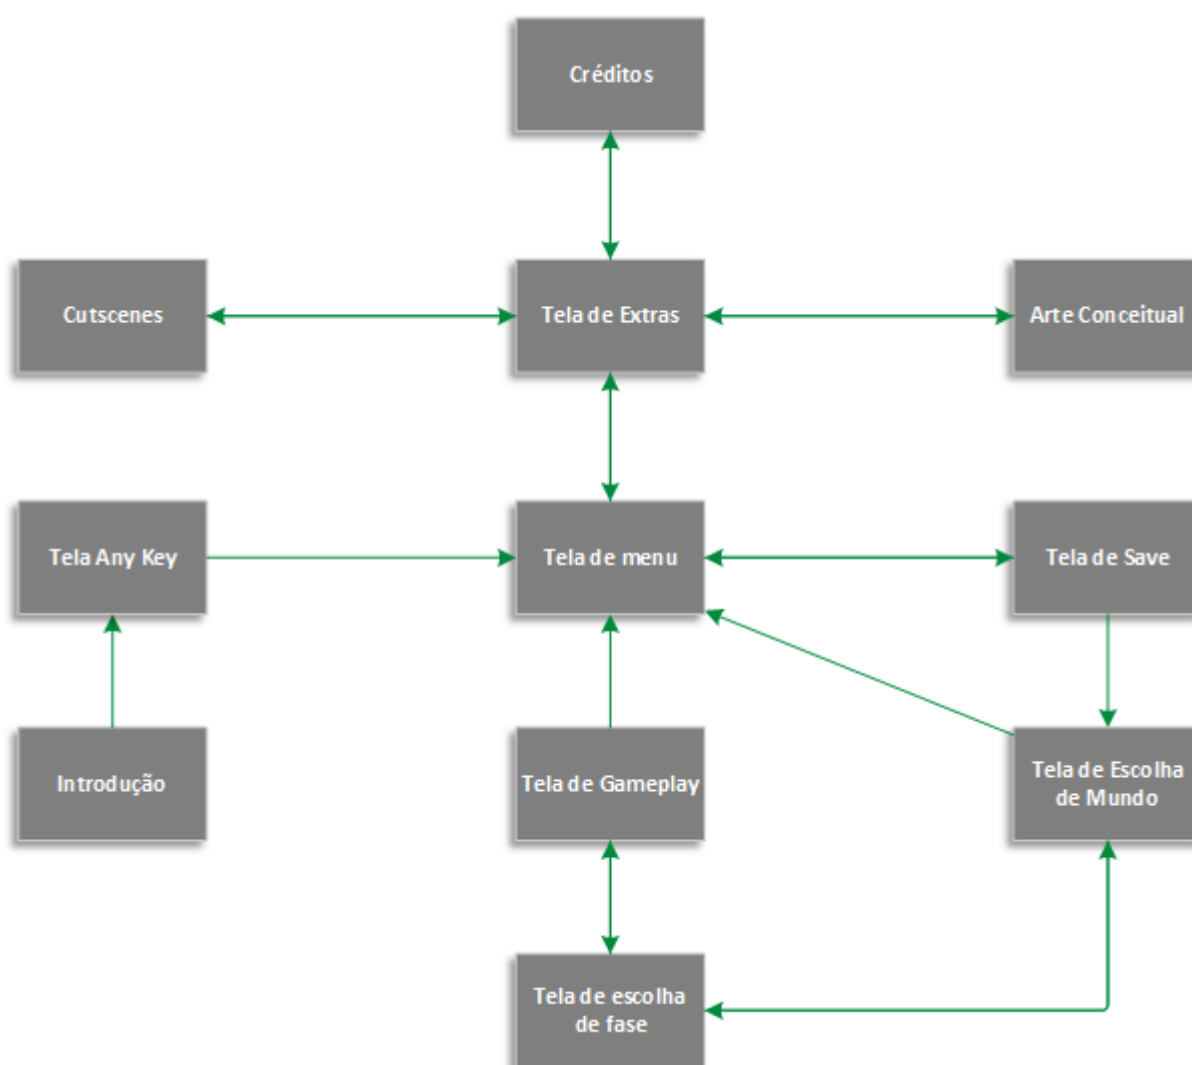 Créditos
Cutscenes
Tela de Extras
Arte Conceitual
Tela Any Key
Tela de menu
Tela de Save
Introdução
Tela de Gameplay
Tela de Escolha
de Mundo
Tela de escolha
de fase